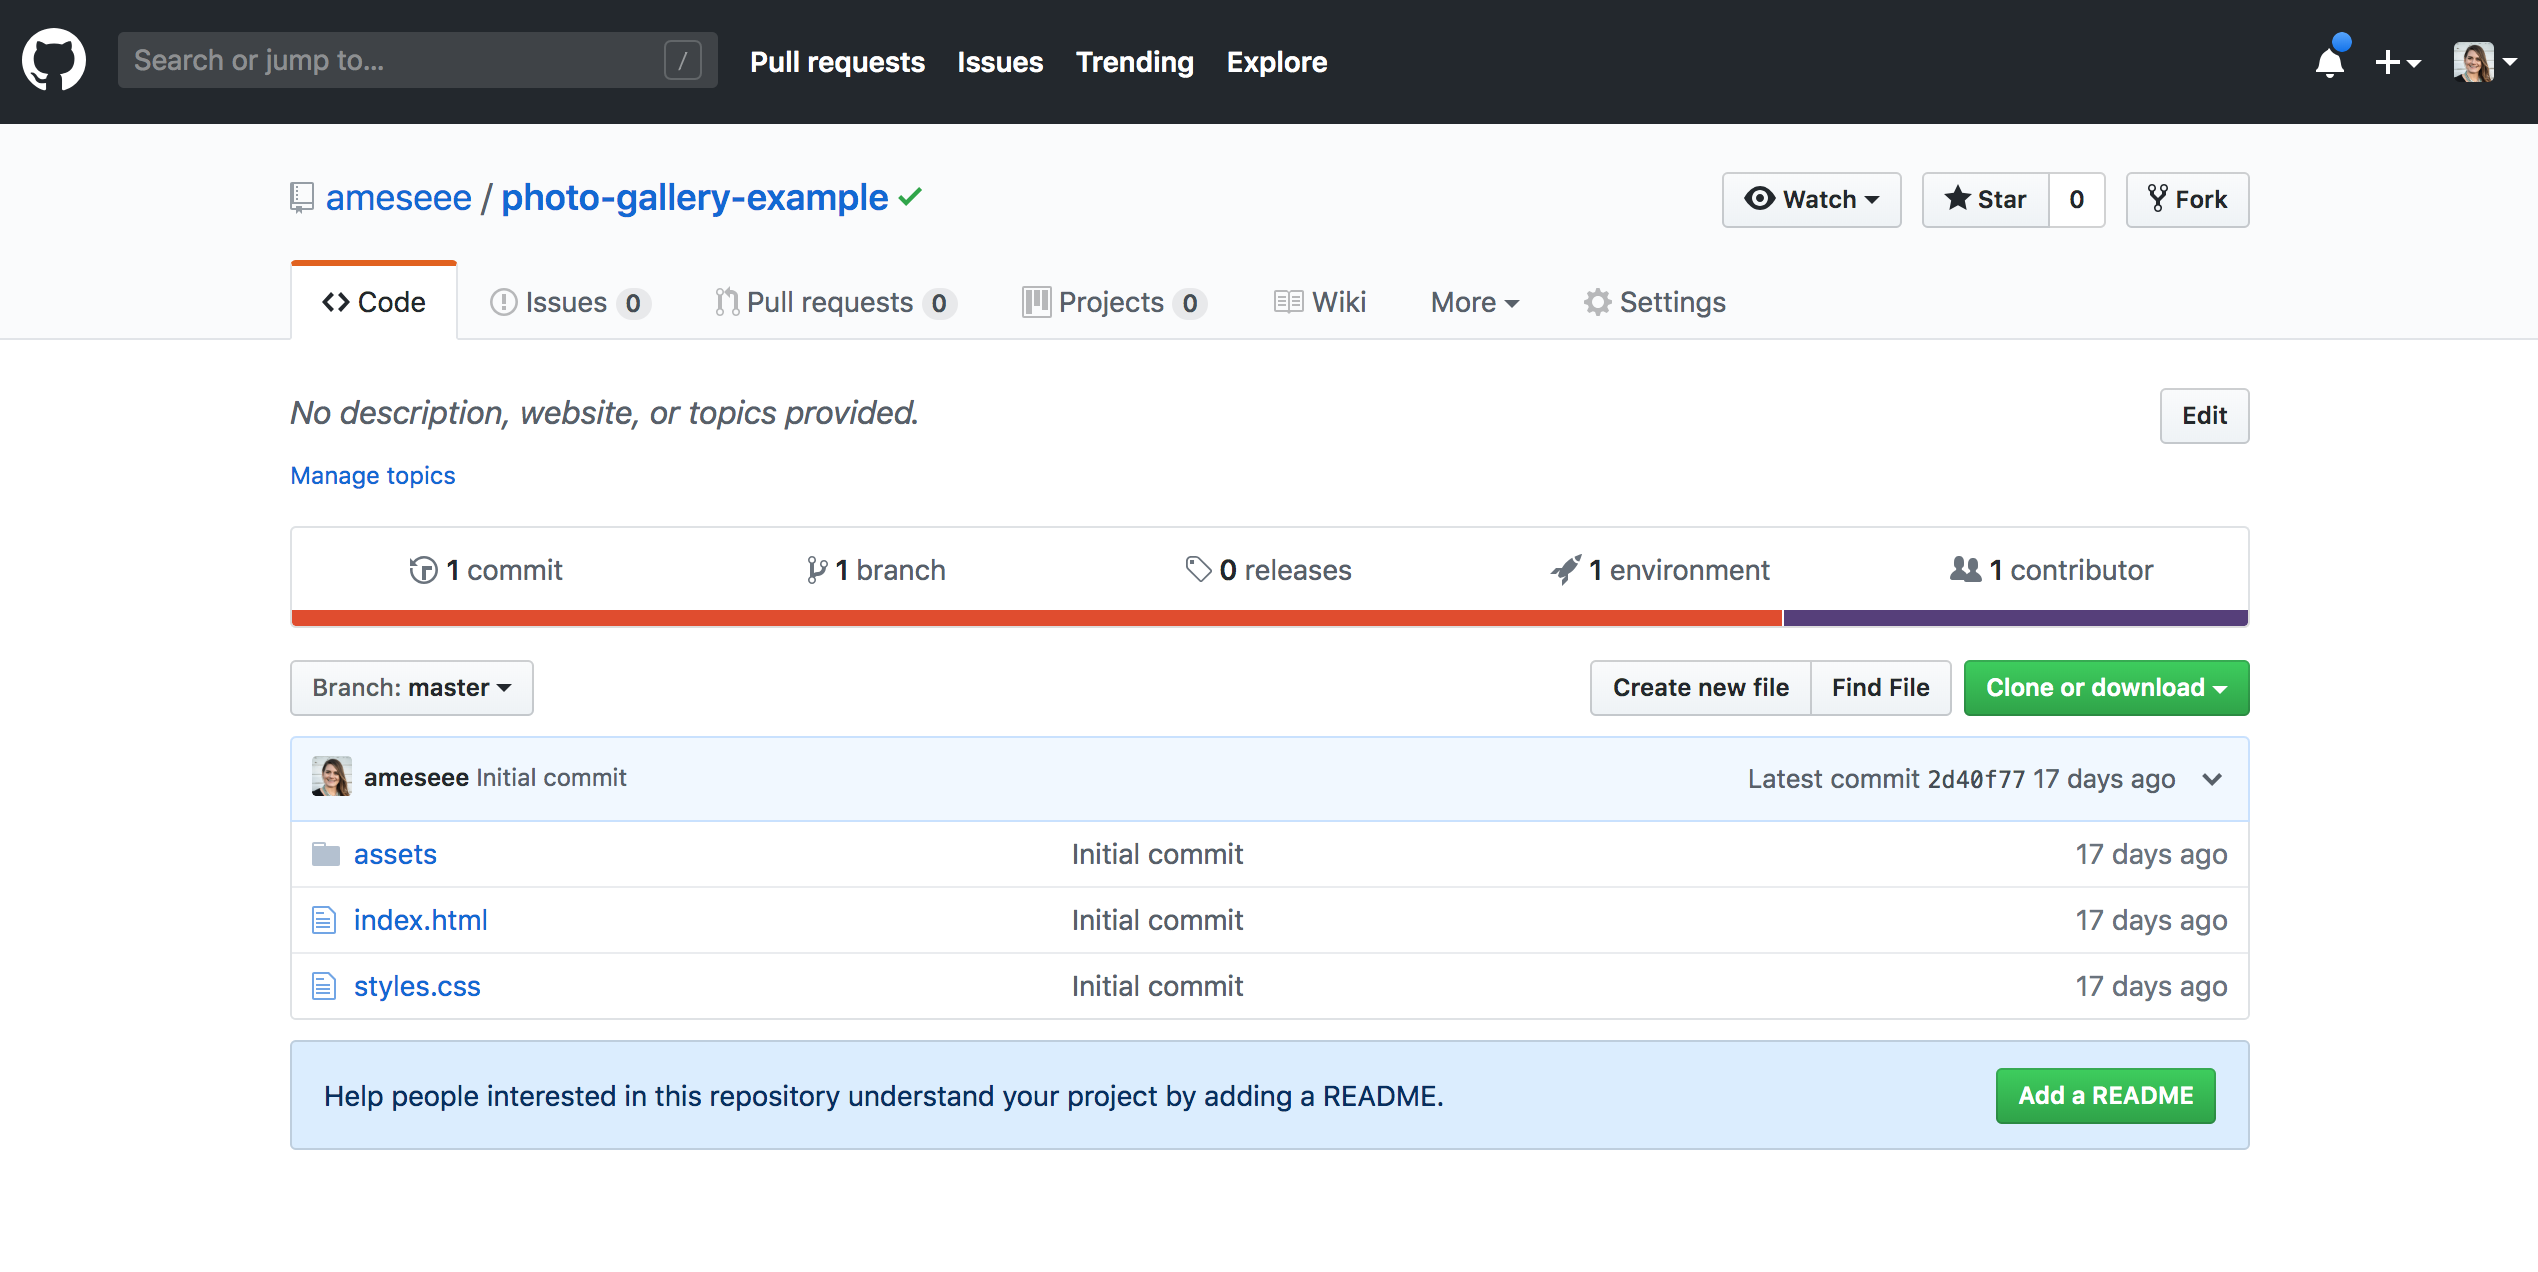 Search or jump to... / Pull requests Issues Trending Explore
ameseee / photo-gallery-example Watch Star 0 Fork
Code Issues 0 Pull requests 0 Projects 0 Wiki More Settings
No description, website, or topics provided. Edit
Manage topics
1 commit 1 branch 0 releases 1 environment 1 contributor
Branch: master Create new file Find File Clone or download
ameseee Initial commit Latest commit 2d40f77 17 days ago
assets Initial commit 17 days ago
index.html Initial commit 17 days ago
styles.css Initial commit 17 days ago
Help people interested in this repository understand your project by adding a README. Add a README